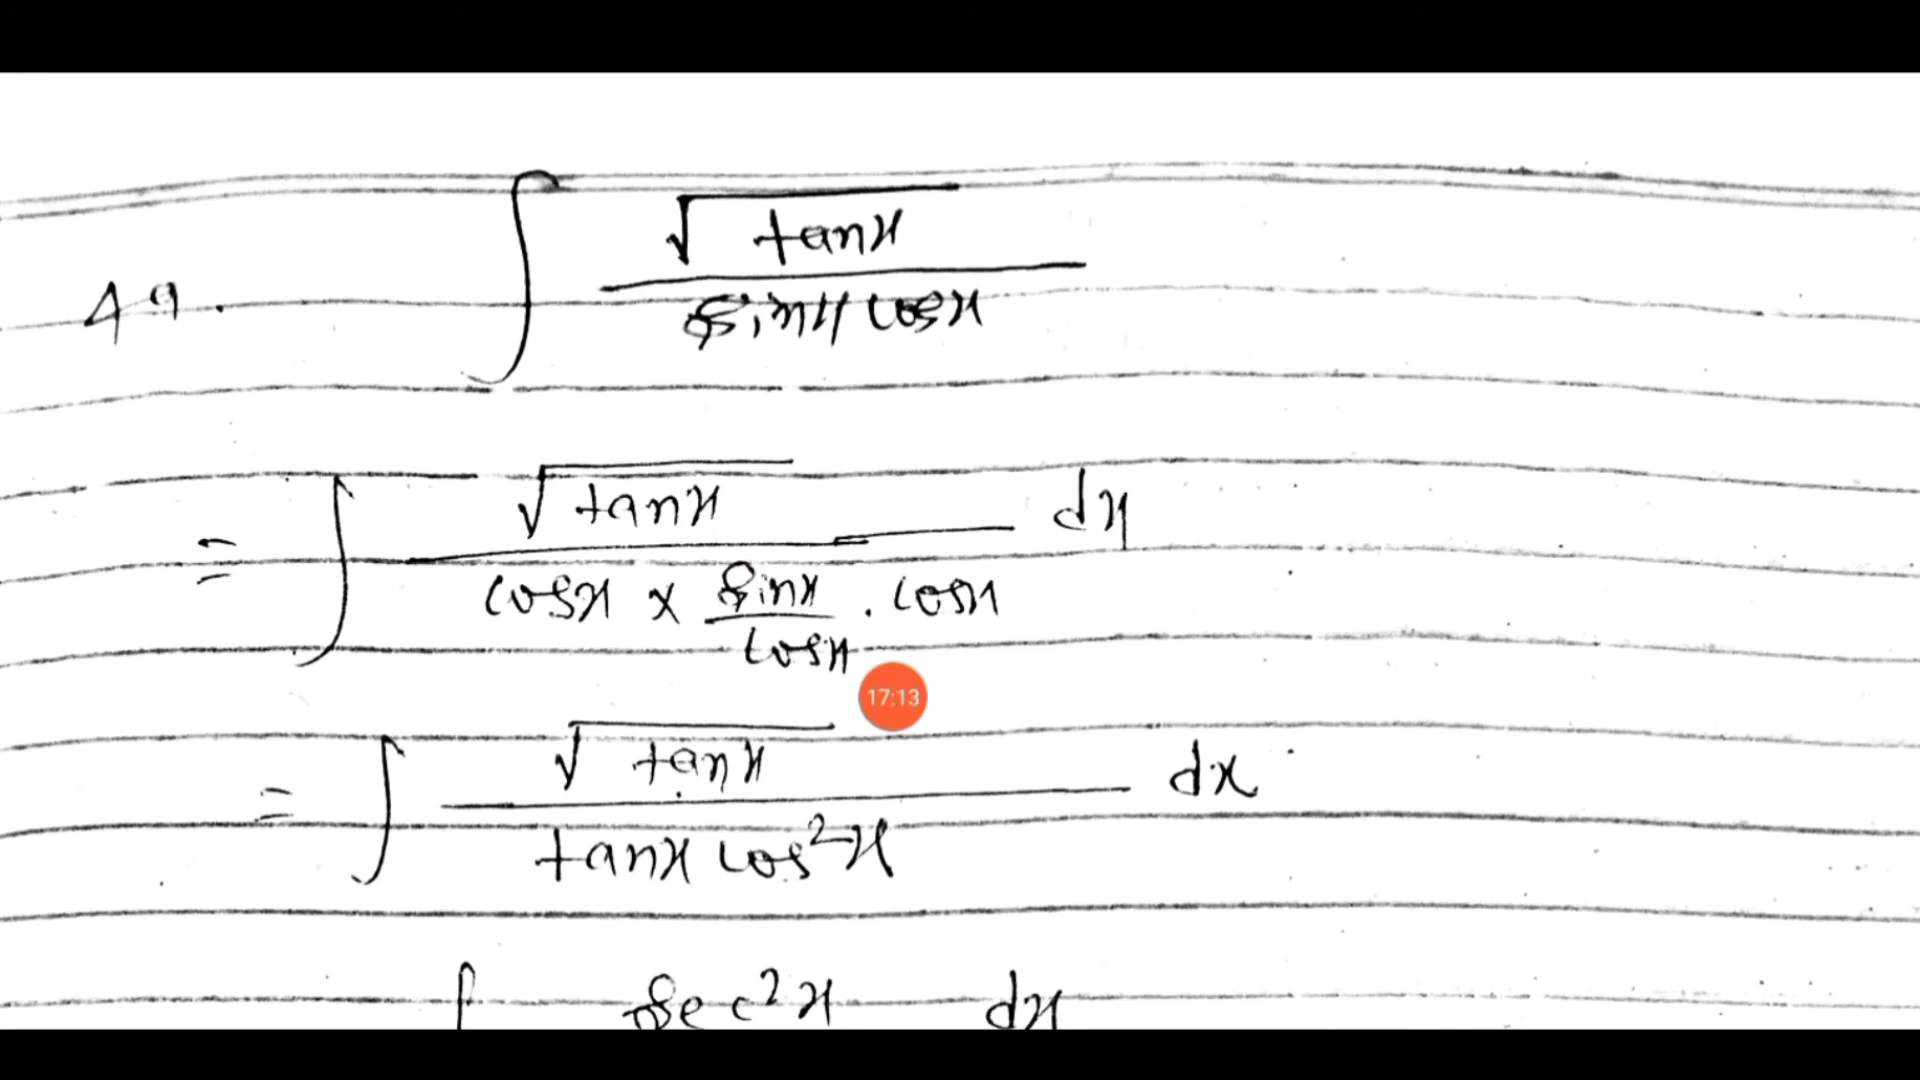 49. ∫ √tanx / sinx cosx
= ∫ √tanx / cosx × sinx/cosx . cosx dx
17:13
= ∫ √tanx / tanx cos²x dx
∫ sec²x dx